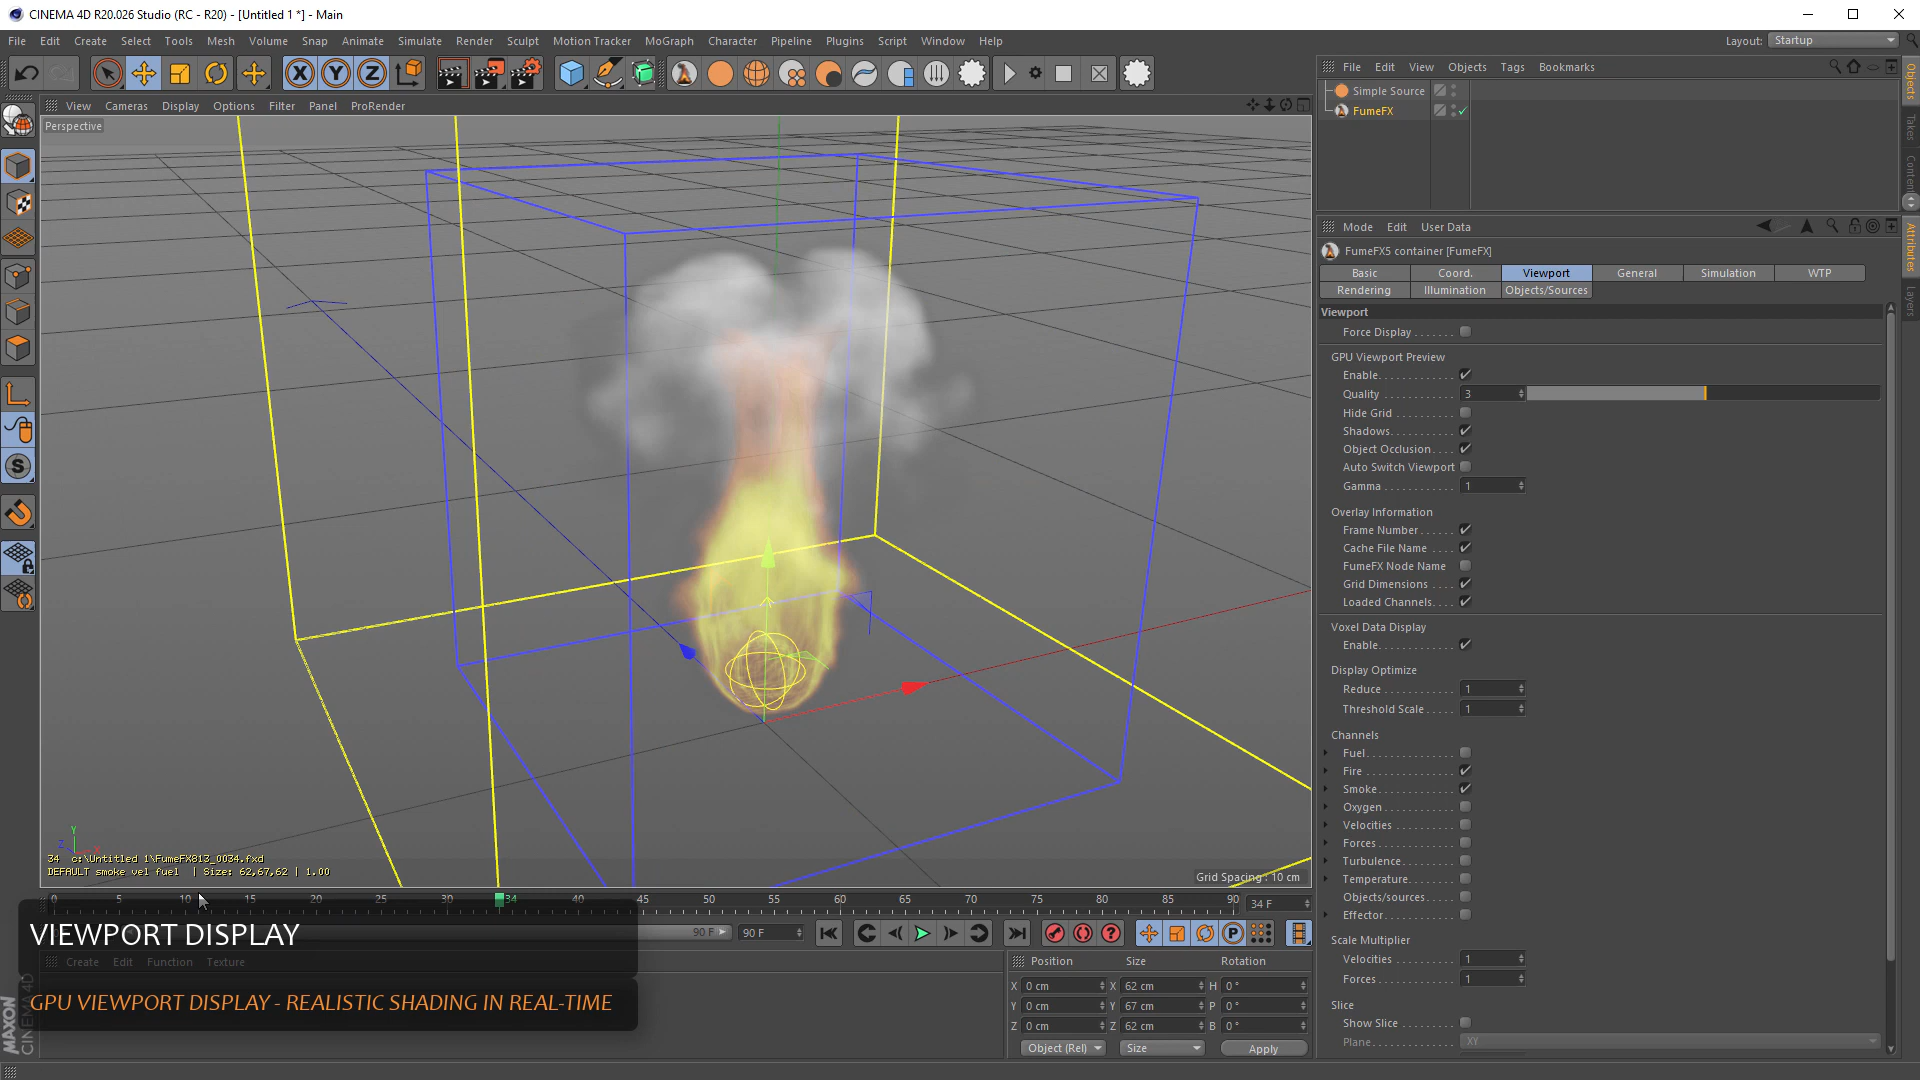 CINEMA 4D R20.026 Studio (RC - R20) - [Untitled 1 *] - Main
File Edit Create Select Tools Mesh Volume Snap Animate Simulate Render Sculpt Motion Tracker MoGraph Character Pipeline Plugins Script Window Help
Layout: Startup
View Cameras Display Options Filter Panel ProRender
Perspective
34 c:\Untitled 1\FumeFX813_0034.fxd
DEFAULT smoke vel fuel | Size: 62,67,62 | 1.00
Grid Spacing : 10 cm
Y
Z
X
0 5 10 15 20 25 30 34 40 45 50 55 60 65 70 75 80 85 90
34 F
90 F
90 F
VIEWPORT DISPLAY
Create Edit Function Texture
GPU VIEWPORT DISPLAY - REALISTIC SHADING IN REAL-TIME
MAXON
CINEMA 4D
Position Size Rotation
X 0 cm X 62 cm H 0 °
Y 0 cm Y 67 cm P 0 °
Z 0 cm Z 62 cm B 0 °
Object (Rel) Size Apply
File Edit View Objects Tags Bookmarks
Simple Source
FumeFX
Objects
Takes
Attributes
Layers
Mode Edit User Data
FumeFX5 container [FumeFX]
Basic Coord. Viewport General Simulation WTP
Rendering Illumination Objects/Sources
Viewport
Force Display
GPU Viewport Preview
Enable
Quality 3
Hide Grid
Shadows
Object Occlusion
Auto Switch Viewport
Gamma 1
Overlay Information
Frame Number
Cache File Name
FumeFX Node Name
Grid Dimensions
Loaded Channels
Voxel Data Display
Enable
Display Optimize
Reduce 1
Threshold Scale 1
Channels
Fuel
Fire
Smoke
Oxygen
Velocities
Forces
Turbulence
Temperature
Objects/sources
Effector
Scale Multiplier
Velocities 1
Forces 1
Slice
Show Slice
Plane XY